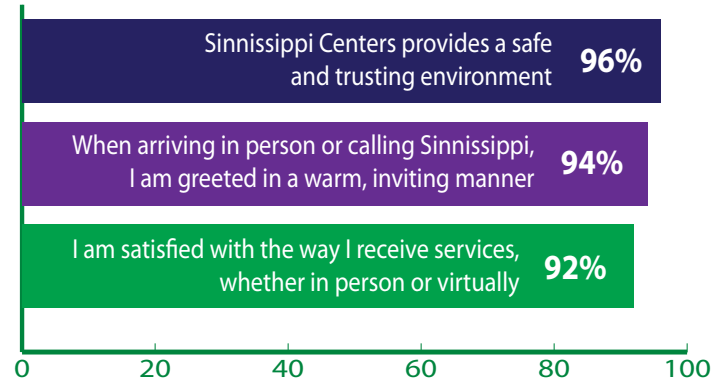 Sinnissippi Centers provides a safe
and trusting environment
96%
When arriving in person or calling Sinnissippi,
I am greeted in a warm, inviting manner
94%
I am satisfied with the way I receive services,
whether in person or virtually
92%
0 20 40 60 80 100